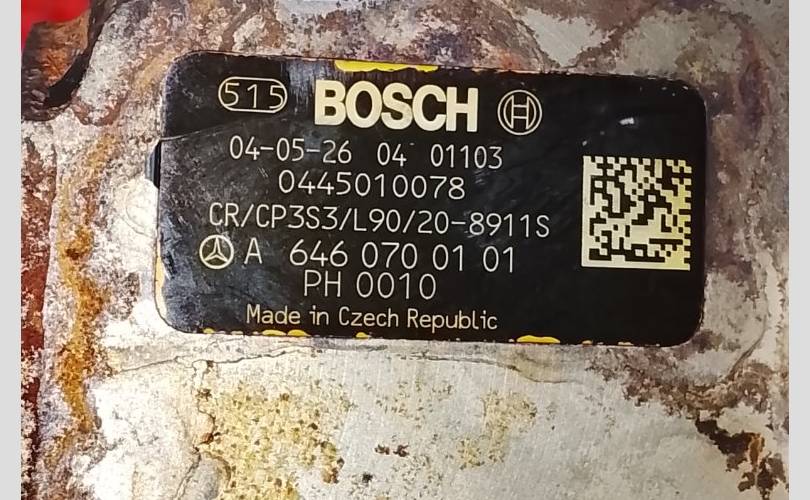 515 BOSCH
04-05-26 04 01103
0445010078
CR/CP3S3/L90/20-8911S
A 646 070 01 01
PH 0010
Made in Czech Republic